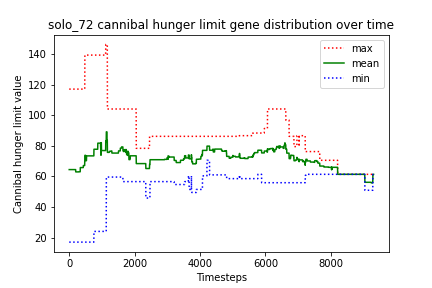 solo_72 cannibal hunger limit gene distribution over time
Cannibal hunger limit value
140
120
100
80
60
40
20
max
mean
min
0
2000
4000
6000
8000
Timesteps